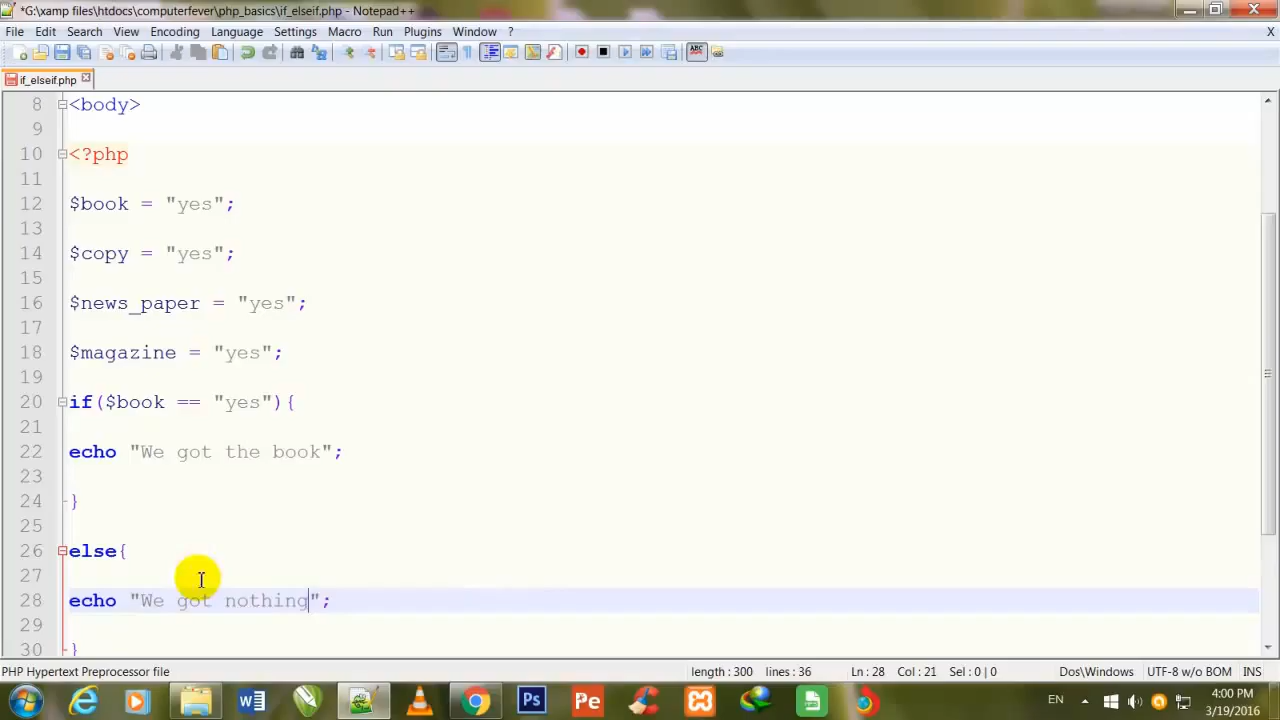 *G:\xamp files\htdocs\computerfever\php_basics\if_elseif.php - Notepad++
File Edit Search View Encoding Language Settings Macro Run Plugins Window ? X
if_elseif.php
8 <body>
9
10 <?php
11
12 $book = "yes";
13
14 $copy = "yes";
15
16 $news_paper = "yes";
17
18 $magazine = "yes";
19
20 if($book == "yes"){
21
22 echo "We got the book";
23
24 }
25
26 else{
27
28 echo "We got nothing";
29
30 }
PHP Hypertext Preprocessor file length : 300 lines : 36 Ln : 28 Col : 21 Sel : 0 | 0 Dos\Windows UTF-8 w/o BOM INS
W Ps Pe EN 4:00 PM
3/19/2016